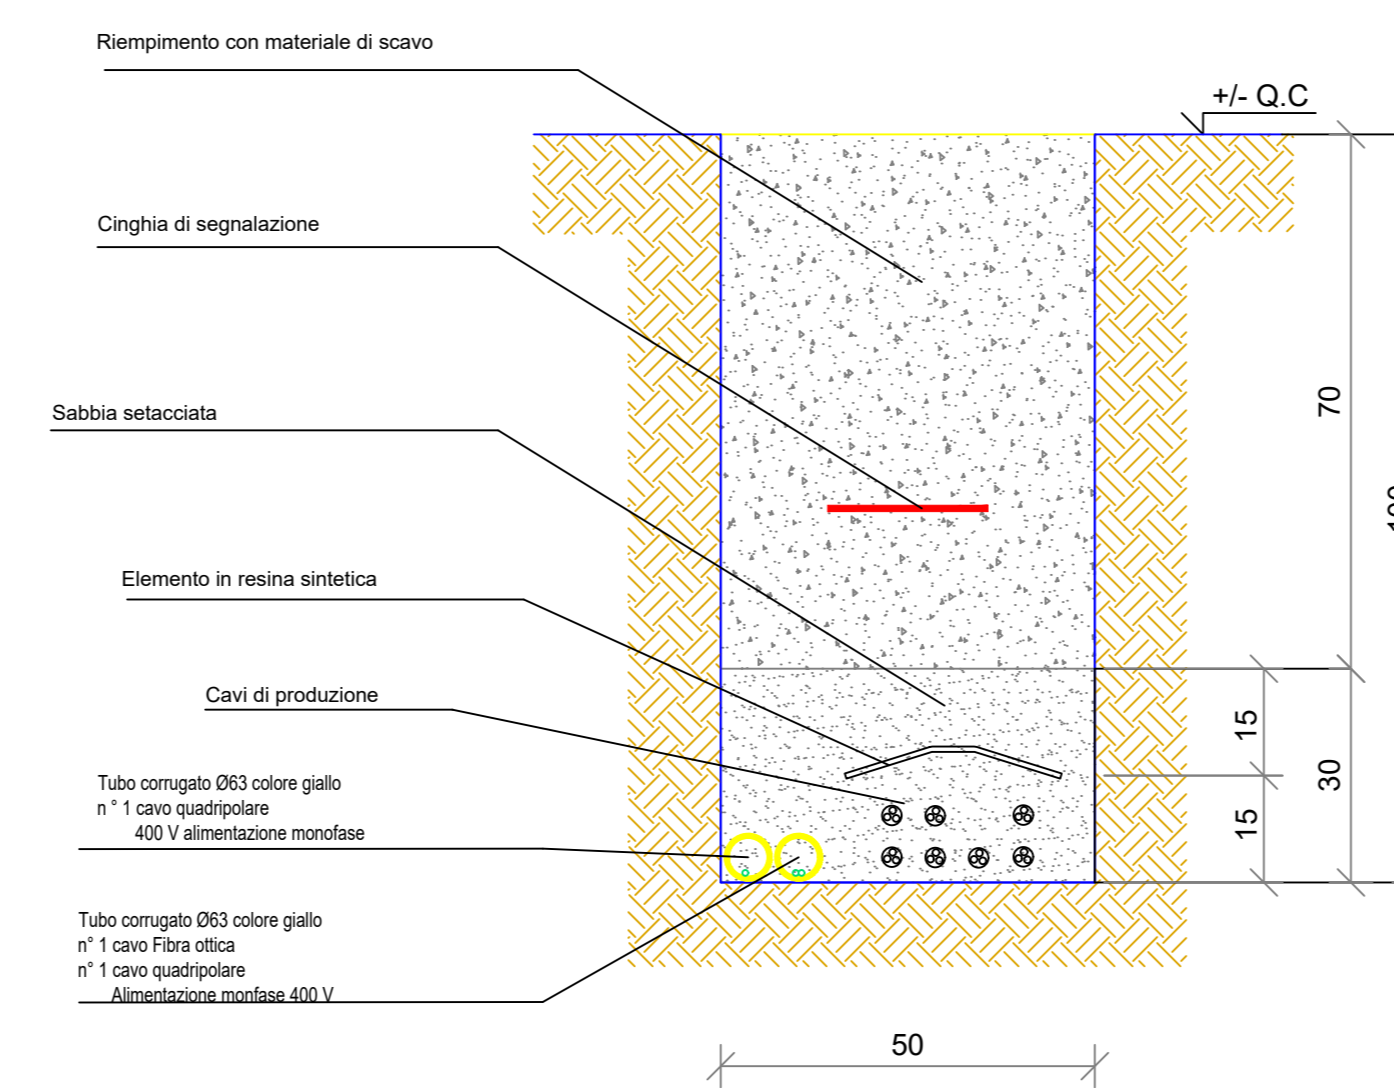 Riempimento con materiale di scavo
+/- Q.C
Cinghia di segnalazione
70
Sabbia setacciata
Elemento in resina sintetica
Cavi di produzione
15
30
15
Tubo corrugato Ø63 colore giallo
n ° 1 cavo quadripolare
400 V alimentazione monofase
Tubo corrugato Ø63 colore giallo
n° 1 cavo Fibra ottica
n° 1 cavo quadripolare
Alimentazione monfase 400 V
50